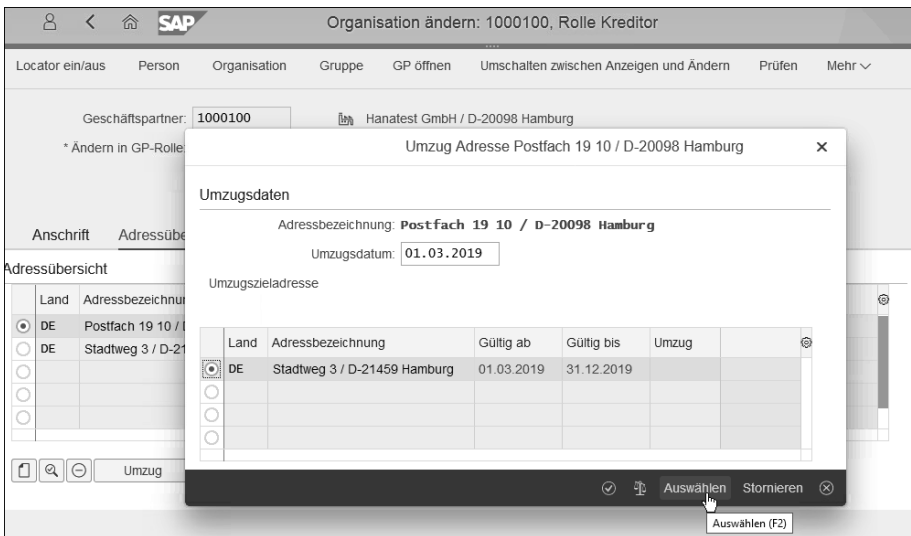 SAP Organisation ändern: 1000100, Rolle Kreditor
Locator ein/aus Person Organisation Gruppe GP öffnen Umschalten zwischen Anzeigen und Ändern Prüfen Mehr
Geschäftspartner: 1000100 Hanatest GmbH / D-20098 Hamburg
* Ändern in GP-Rolle:
Anschrift Adressübe
Adressübersicht
Land Adressbezeichnun
DE Postfach 19 10 / D
DE Stadtweg 3 / D-21
Umzug
Umzug Adresse Postfach 19 10 / D-20098 Hamburg
Umzugsdaten
Adressbezeichnung: Postfach 19 10 / D-20098 Hamburg
Umzugsdatum: 01.03.2019
Umzugszieladresse
Land Adressbezeichnung Gültig ab Gültig bis Umzug
DE Stadtweg 3 / D-21459 Hamburg 01.03.2019 31.12.2019
Auswählen Stornieren
Auswählen (F2)